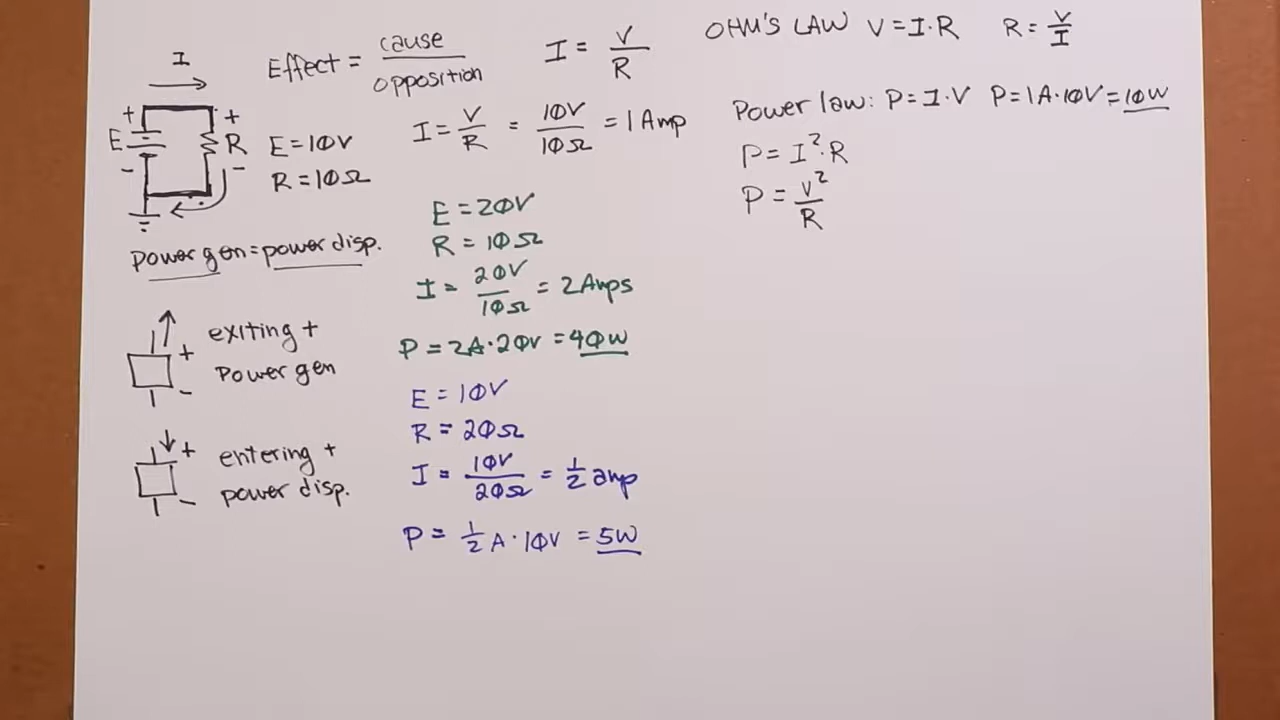 I
+
E
-
+
R
-
E = 10V
R = 10Ω
Effect = cause / opposition
I = V / R
I = V / R = 10V / 10Ω = 1 Amp
OHM'S LAW V = I·R R = V / I
Power law: P = I·V P = 1A·10V = 10W
P = I²·R
P = V² / R
Power gen = power disp.
+
-
exiting +
Power gen
+
-
entering +
power disp.
E = 20V
R = 10Ω
I = 20V / 10Ω = 2Amps
P = 2A·20V = 40W
E = 10V
R = 20Ω
I = 10V / 20Ω = 1/2 amp
P = 1/2 A·10V = 5W